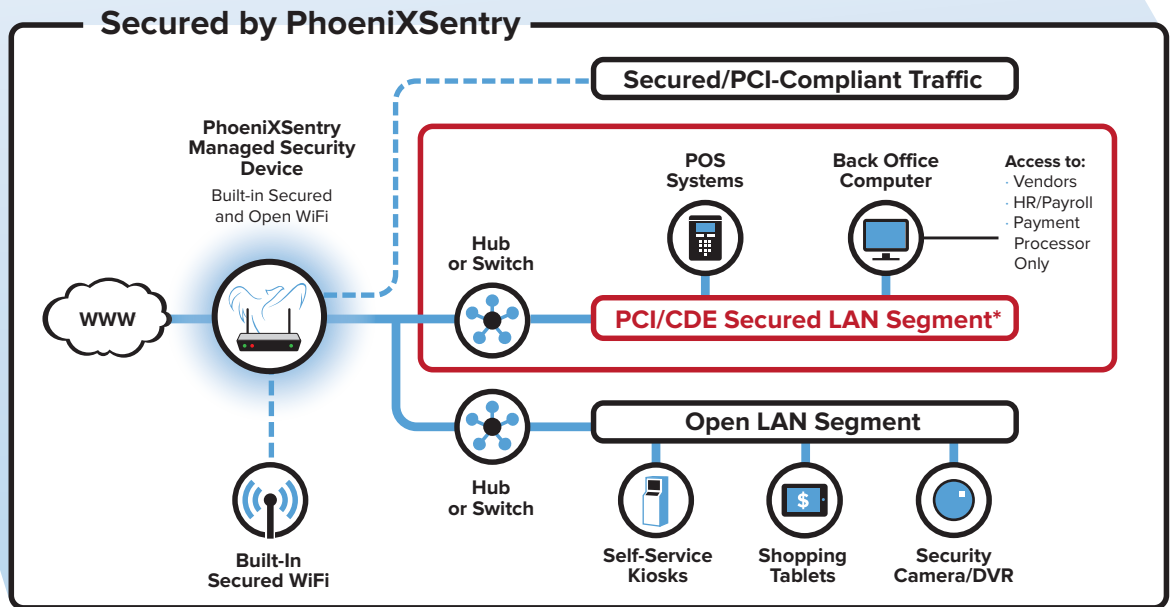 Secured by PhoeniXSentry
Secured/PCI-Compliant Traffic
PhoeniXSentry
Managed Security
Device
Built-in Secured
and Open WiFi
POS
Systems
Back Office
Computer
Access to:
· Vendors
· HR/Payroll
· Payment
Processor
Only
Hub
or Switch
WWW
PCI/CDE Secured LAN Segment*
Open LAN Segment
Hub
or Switch
$
Built-In
Secured WiFi
Self-Service
Kiosks
Shopping
Tablets
Security
Camera/DVR